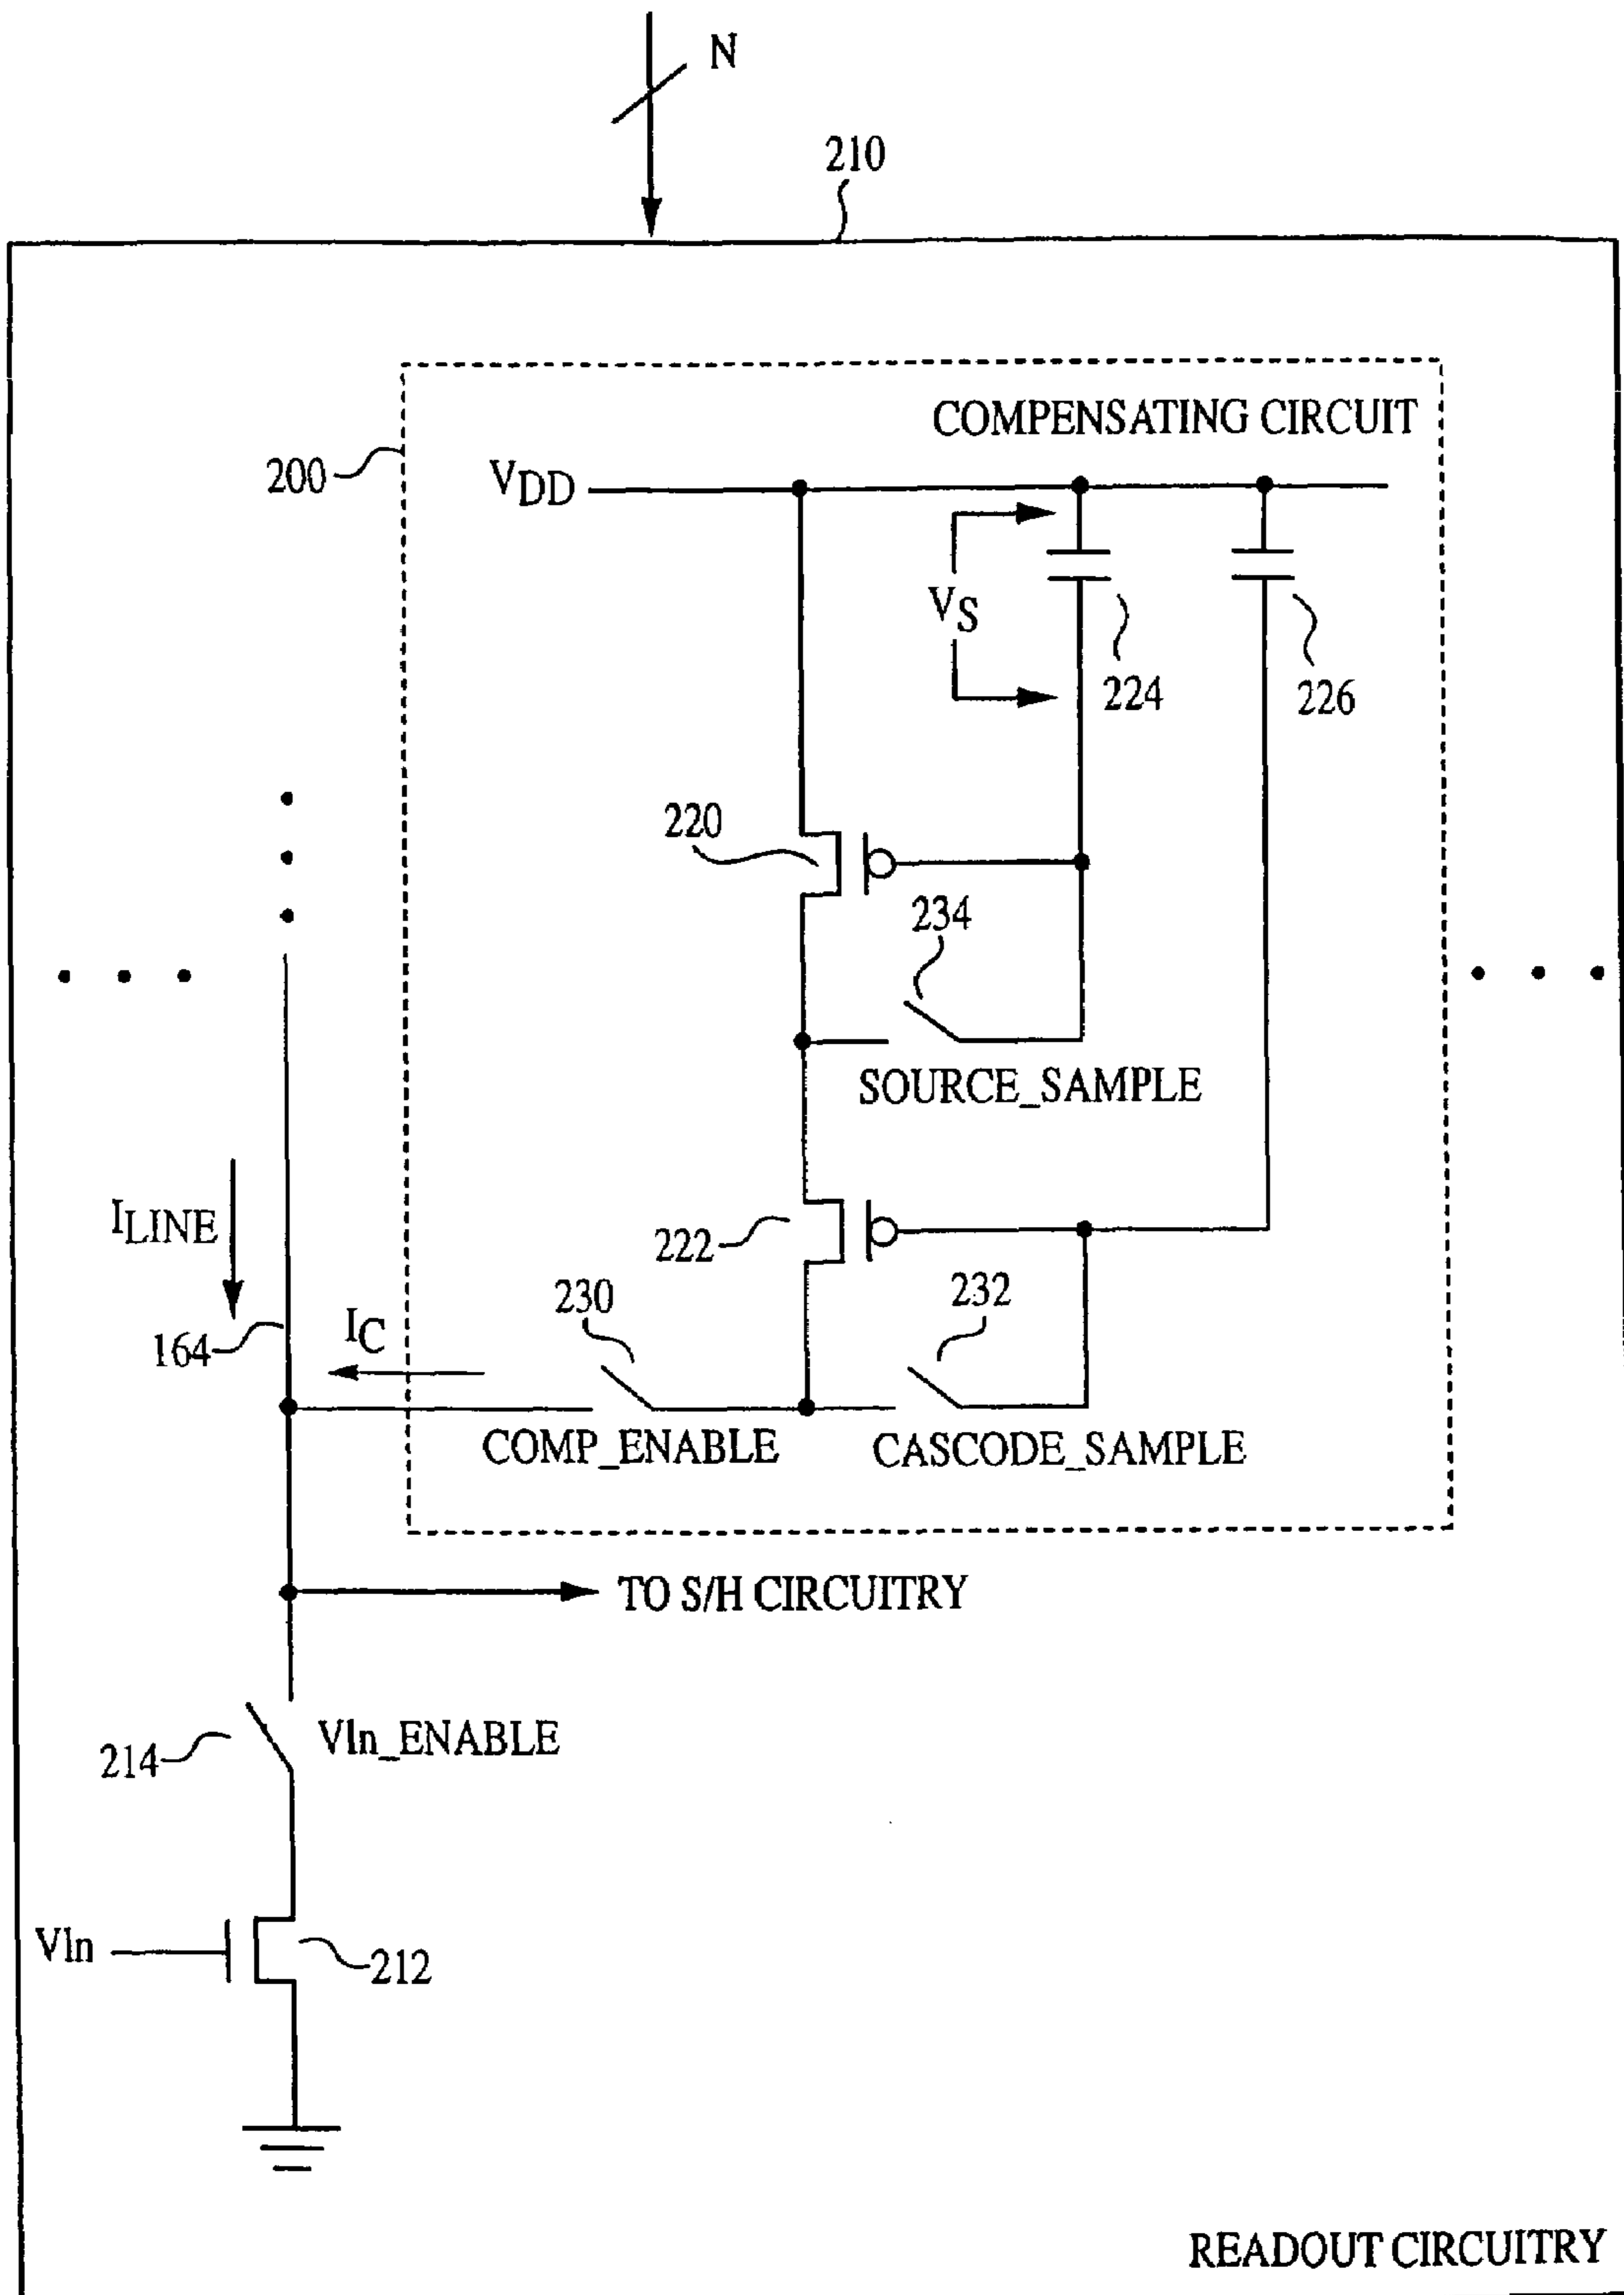 N
210
COMPENSATING CIRCUIT
200
VDD
VS
224
226
220
234
SOURCE_SAMPLE
ILINE
222
230
232
164
IC
COMP_ENABLE
CASCODE_SAMPLE
TO S/H CIRCUITRY
214
Vln_ENABLE
Vln
212
READOUT CIRCUITRY